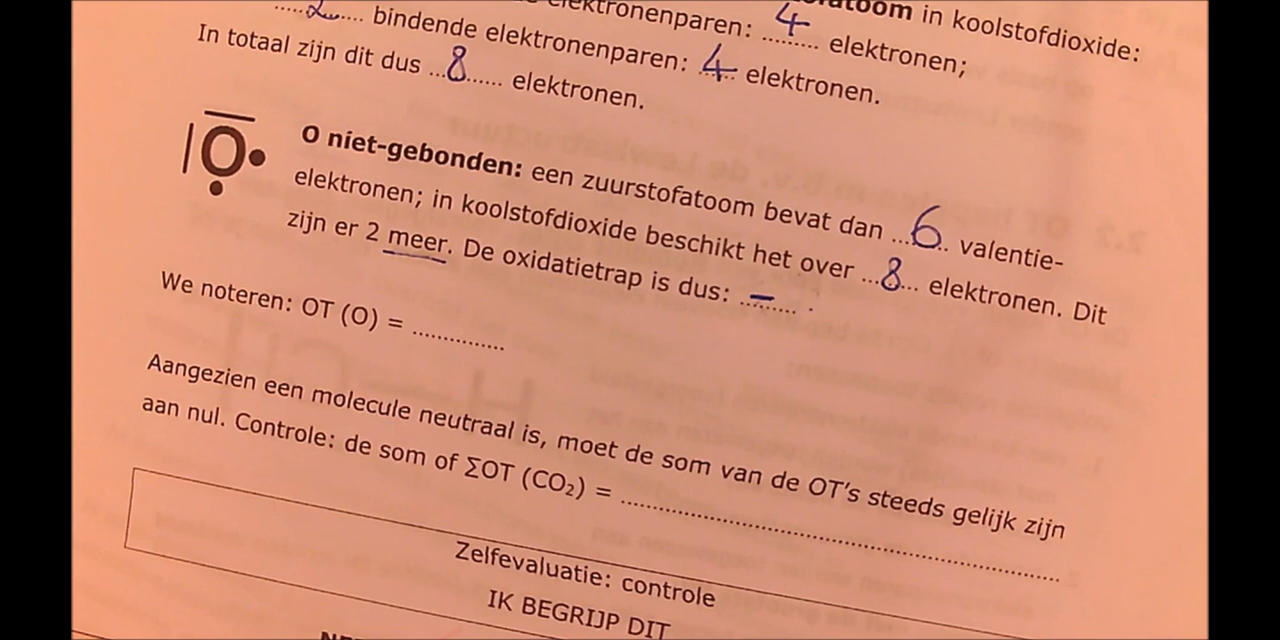 elektronenparen: ...4... elektronen;
in koolstofdioxide:
...2... bindende elektronenparen: ...4... elektronen.
In totaal zijn dit dus ...8...... elektronen.
|O•
O niet-gebonden: een zuurstofatoom bevat dan ...6... valentie-
elektronen; in koolstofdioxide beschikt het over ...8... elektronen. Dit
zijn er 2 meer. De oxidatietrap is dus: ...–...... .
We noteren: OT (O) = ..............
Aangezien een molecule neutraal is, moet de som van de OT's steeds gelijk zijn
aan nul. Controle: de som of ∑OT (CO₂) = ......................................................
Zelfevaluatie: controle
IK BEGRIJP DIT